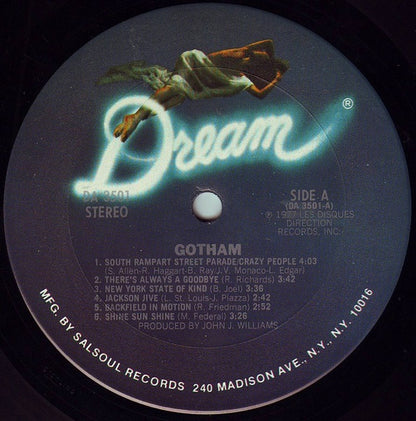 Dream®
DA 3501
STEREO
SIDE A
(DA 3501-A)
℗ 1977 LES DISQUES
DIRECTION
RECORDS, INC.
GOTHAM
1. SOUTH RAMPART STREET PARADE/CRAZY PEOPLE 4:03
(S. Allen-R. Haggart-B. Ray/J.V. Monaco-L. Edgar)
2. THERE'S ALWAYS A GOODBYE (R. Richards) 3:42
3. NEW YORK STATE OF KIND (B. Joel) 3:36
4. JACKSON JIVE (L. St. Louis-J. Piazza) 2:42
5. BACKFIELD IN MOTION (R. Friedman) 2:52
6. SHINE SUN SHINE (M. Federal) 3:26
PRODUCED BY JOHN J. WILLIAMS
MFG. BY SALSOUL RECORDS 240 MADISON AVE., N.Y., N.Y. 10016